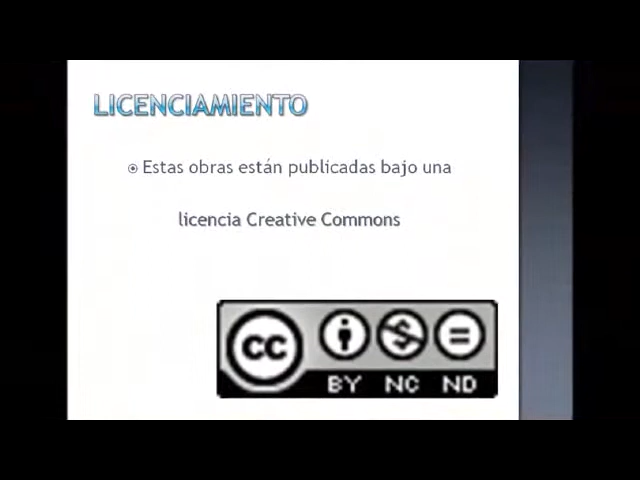 LICENCIAMIENTO
Estas obras están publicadas bajo una
licencia Creative Commons
CC
BY NC ND